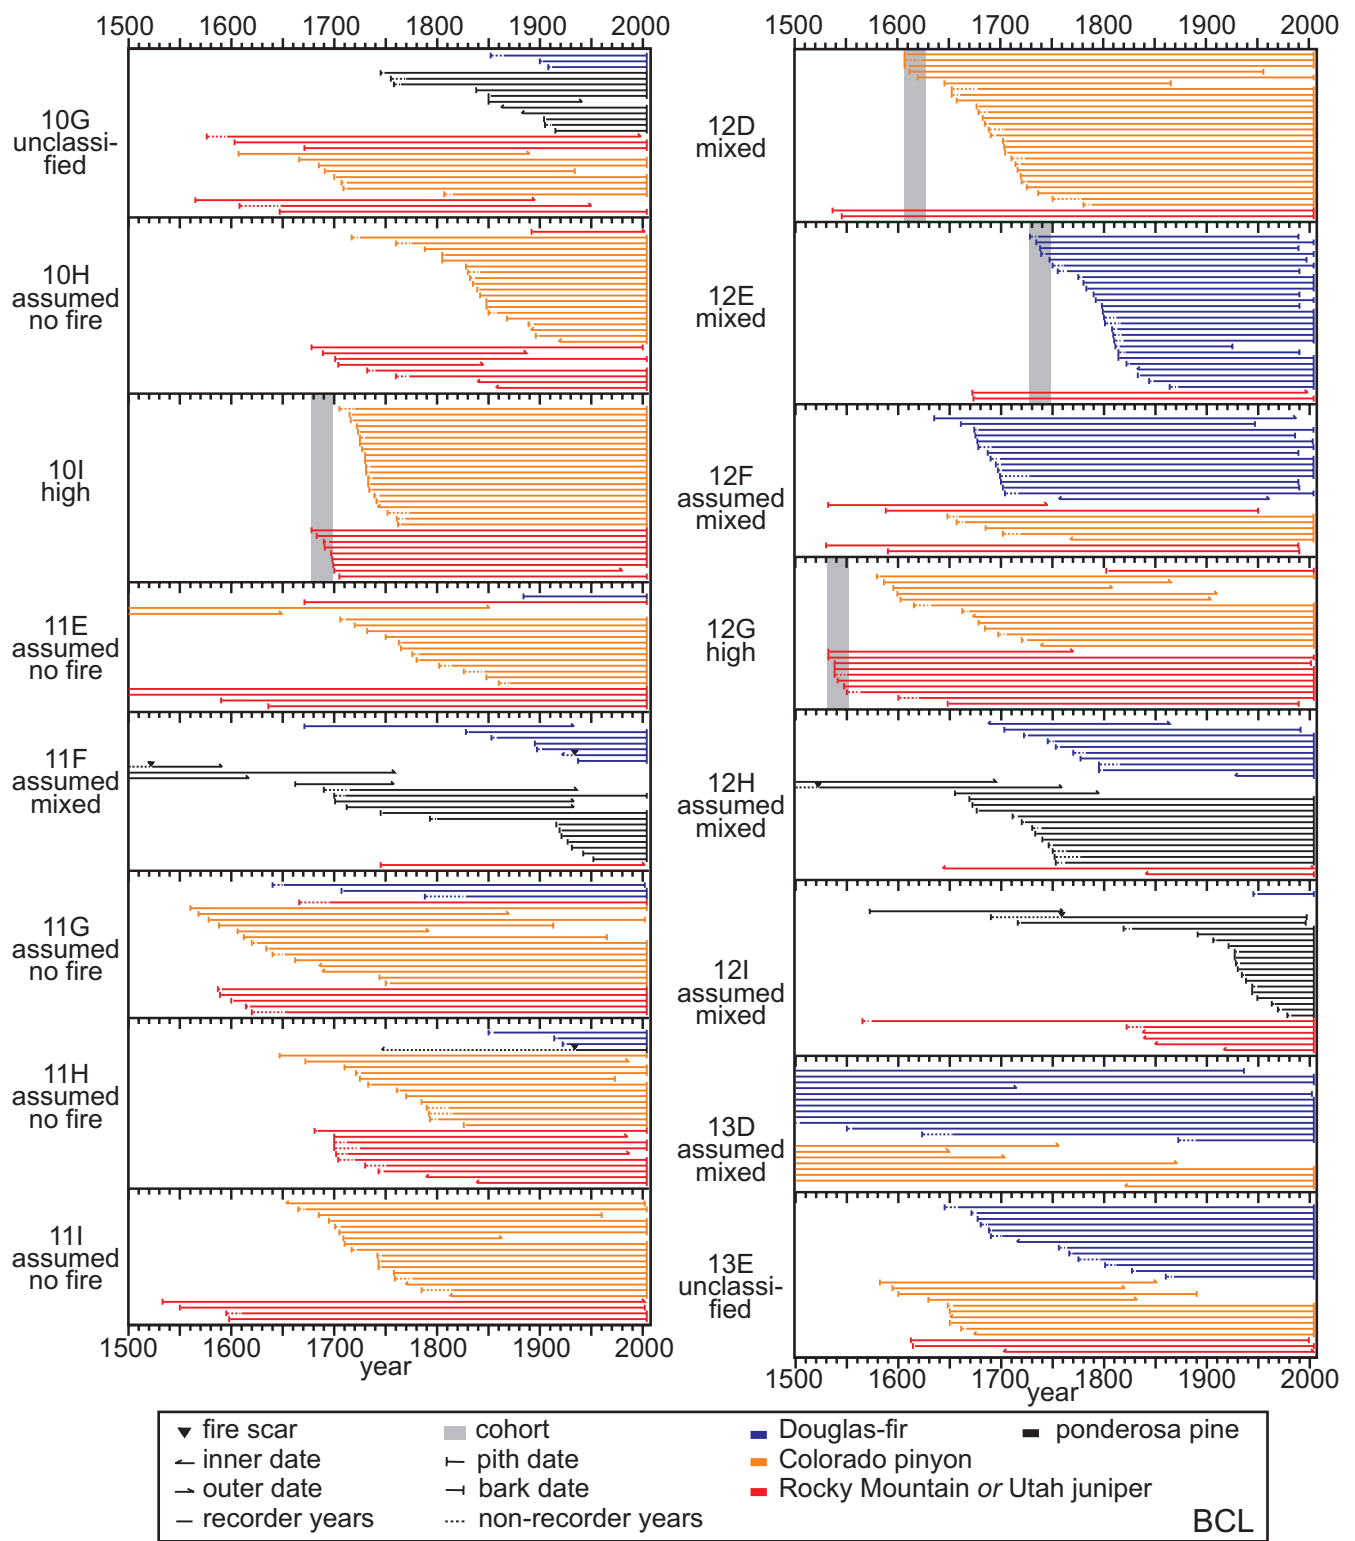 1500 1600 1700 1800 1900 2000
10G
unclassi-
fied
10H
assumed
no fire
10I
high
11E
assumed
no fire
11F
assumed
mixed
11G
assumed
no fire
11H
assumed
no fire
11I
assumed
no fire
1500 1600 1700 1800 1900 2000
year
1500 1600 1700 1800 1900 2000
12D
mixed
12E
mixed
12F
assumed
mixed
12G
high
12H
assumed
mixed
12I
assumed
mixed
13D
assumed
mixed
13E
unclassi-
fied
1500 1600 1700 1800 1900 2000
year
fire scar cohort Douglas-fir ponderosa pine
inner date pith date Colorado pinyon
outer date bark date Rocky Mountain or Utah juniper
recorder years non-recorder years BCL